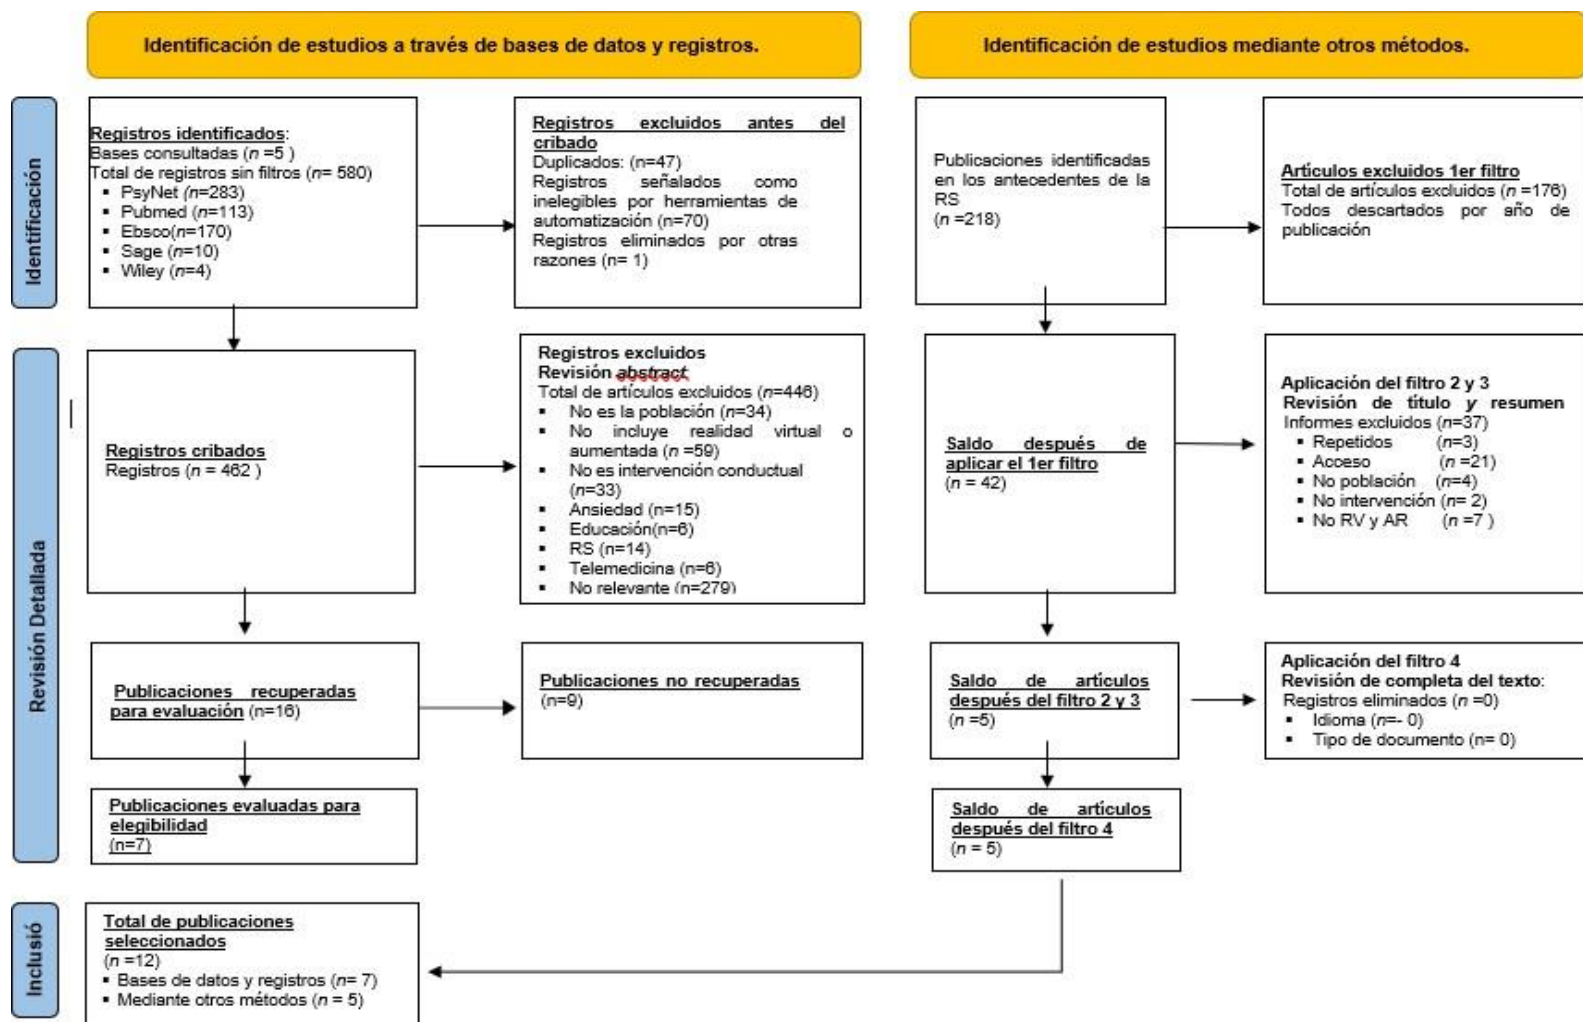 Identificación de estudios a través de bases de datos y registros.
Identificación de estudios mediante otros métodos.
Identificación
Registros identificados:
Bases consultadas (n =5 )
Total de registros sin filtros (n= 580)
▪ PsyNet (n=283)
▪ Pubmed (n=113)
▪ Ebsco(n=170)
▪ Sage (n=10)
▪ Wiley (n=4)
Registros excluidos antes del
cribado
Duplicados: (n=47)
Registros señalados como
inelegibles por herramientas de
automatización (n=70)
Registros eliminados por otras
razones (n= 1)
Publicaciones identificadas
en los antecedentes de la
RS
(n =218)
Artículos excluidos 1er filtro
Total de artículos excluidos (n =176)
Todos descartados por año de
publicación
Revisión Detallada
Registros cribados
Registros (n = 462 )
Registros excluidos
Revisión abstract
Total de artículos excluidos (n=446)
▪ No es la población (n=34)
▪ No incluye realidad virtual o
aumentada (n =59)
▪ No es intervención conductual
(n=33)
▪ Ansiedad (n=15)
▪ Educación(n=6)
▪ RS (n=14)
▪ Telemedicina (n=6)
▪ No relevante (n=279)
Saldo después de
aplicar el 1er filtro
(n = 42)
Aplicación del filtro 2 y 3
Revisión de título y resumen
Informes excluidos (n=37)
▪ Repetidos (n=3)
▪ Acceso (n =21)
▪ No población (n=4)
▪ No intervención (n= 2)
▪ No RV y AR (n =7 )
Publicaciones recuperadas
para evaluación (n=16)
Publicaciones no recuperadas
(n=9)
Saldo de artículos
después del filtro 2 y 3
(n =5)
Aplicación del filtro 4
Revisión de completa del texto:
Registros eliminados (n =0)
▪ Idioma (n=- 0)
▪ Tipo de documento (n= 0)
Publicaciones evaluadas para
elegibilidad
(n=7)
Saldo de artículos
después del filtro 4
(n = 5)
Inclusió
Total de publicaciones
seleccionados
(n =12)
▪ Bases de datos y registros (n= 7)
▪ Mediante otros métodos (n = 5)